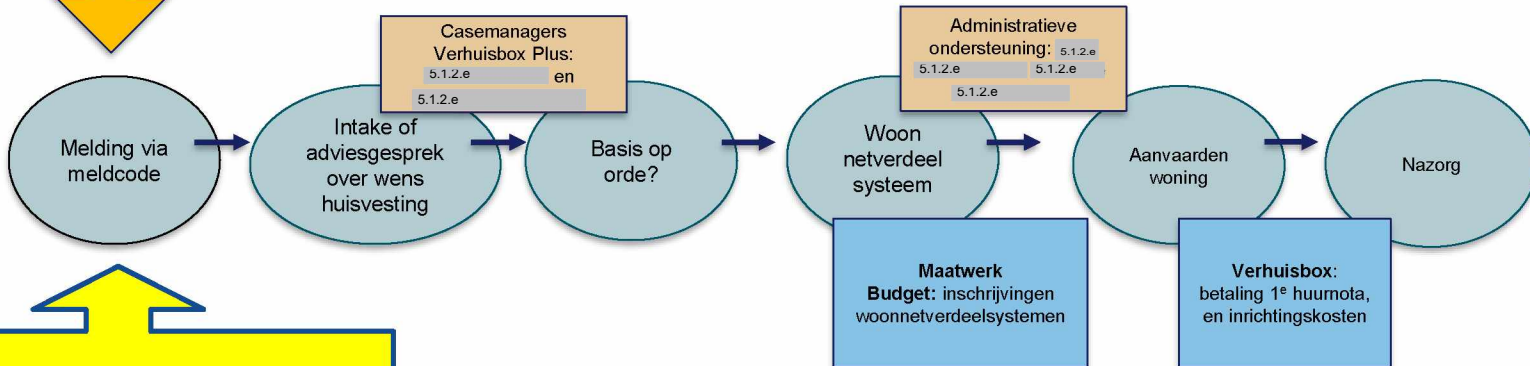 Casemanagers
Verhuisbox Plus:
5.1.2.e en
5.1.2.e
Administratieve
ondersteuning: 5.1.2.e
5.1.2.e 5.1.2.e
5.1.2.e
Melding via
meldcode
Intake of
adviesgesprek
over wens
huisvesting
Basis op
orde?
Woon
netverdeel
systeem
Aanvaarden
woning
Nazorg
Maatwerk
Budget: inschrijvingen
woonnetverdeelsystemen
Verhuisbox:
betaling 1e huurnota,
en inrichtingskosten